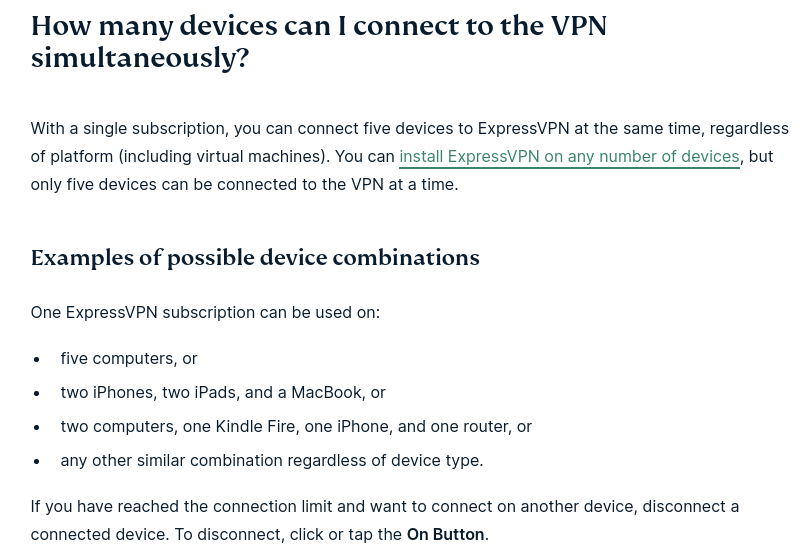 How many devices can I connect to the VPN
simultaneously?
With a single subscription, you can connect five devices to ExpressVPN at the same time, regardless
of platform (including virtual machines). You can install ExpressVPN on any number of devices, but
only five devices can be connected to the VPN at a time.
Examples of possible device combinations
One ExpressVPN subscription can be used on:
• five computers, or
• two iPhones, two iPads, and a MacBook, or
• two computers, one Kindle Fire, one iPhone, and one router, or
• any other similar combination regardless of device type.
If you have reached the connection limit and want to connect on another device, disconnect a
connected device. To disconnect, click or tap the On Button.